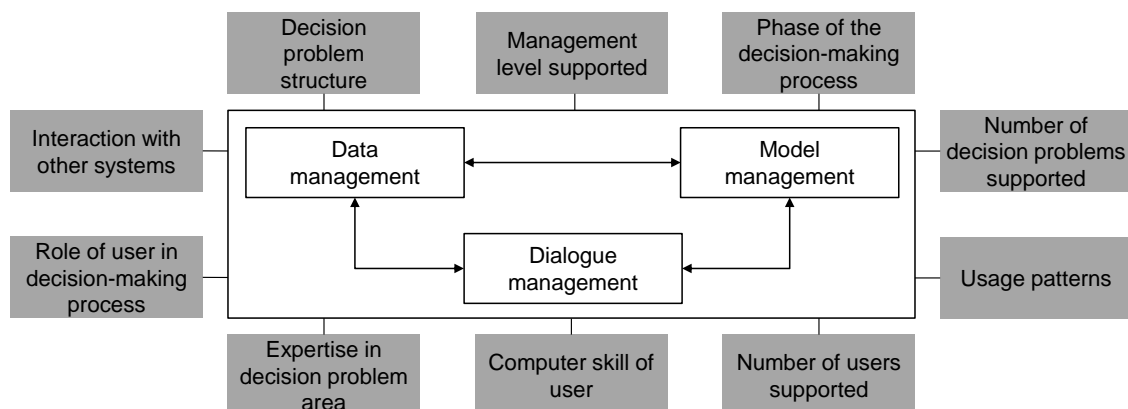 Decision
problem
structure
Management
level supported
Phase of the
decision-making
process
Interaction with
other systems
Data
management
Model
management
Number of
decision problems
supported
Role of user in
decision-making
process
Dialogue
management
Usage patterns
Expertise in
decision problem
area
Computer skill of
user
Number of users
supported